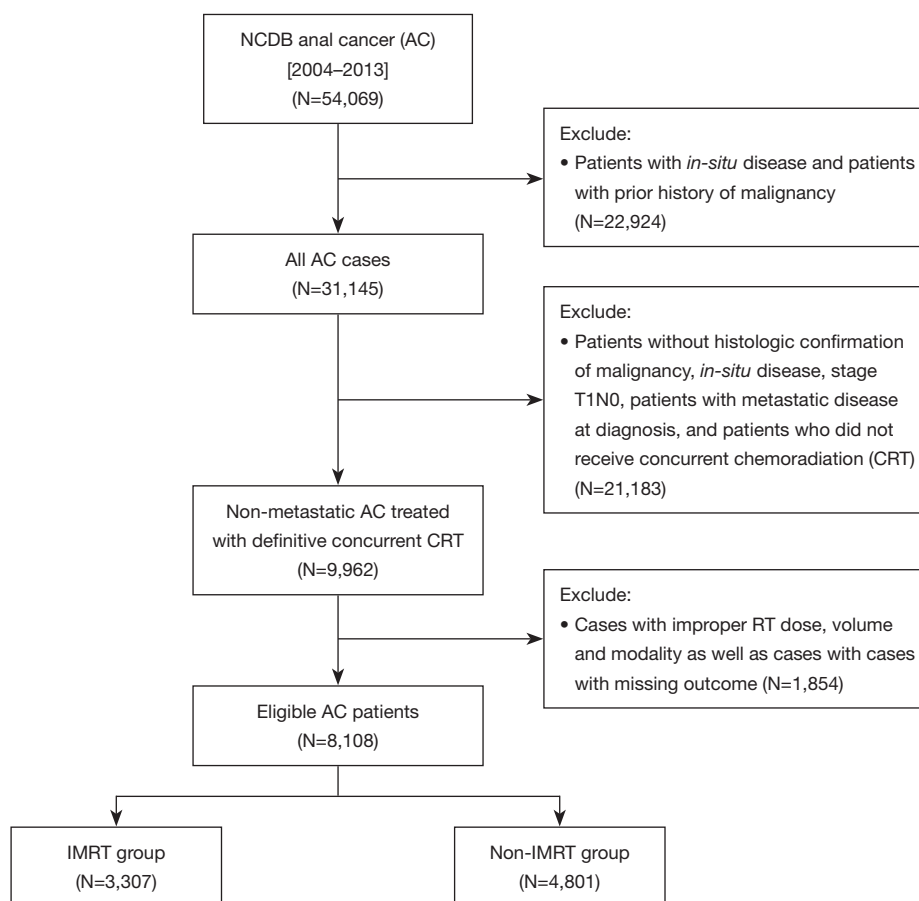 NCDB anal cancer (AC)
[2004–2013]
(N=54,069)
Exclude:
• Patients with in-situ disease and patients
with prior history of malignancy
(N=22,924)
All AC cases
(N=31,145)
Exclude:
• Patients without histologic confirmation
of malignancy, in-situ disease, stage
T1N0, patients with metastatic disease
at diagnosis, and patients who did not
receive concurrent chemoradiation (CRT)
(N=21,183)
Non-metastatic AC treated
with definitive concurrent CRT
(N=9,962)
Exclude:
• Cases with improper RT dose, volume
and modality as well as cases with cases
with missing outcome (N=1,854)
Eligible AC patients
(N=8,108)
IMRT group
(N=3,307)
Non-IMRT group
(N=4,801)